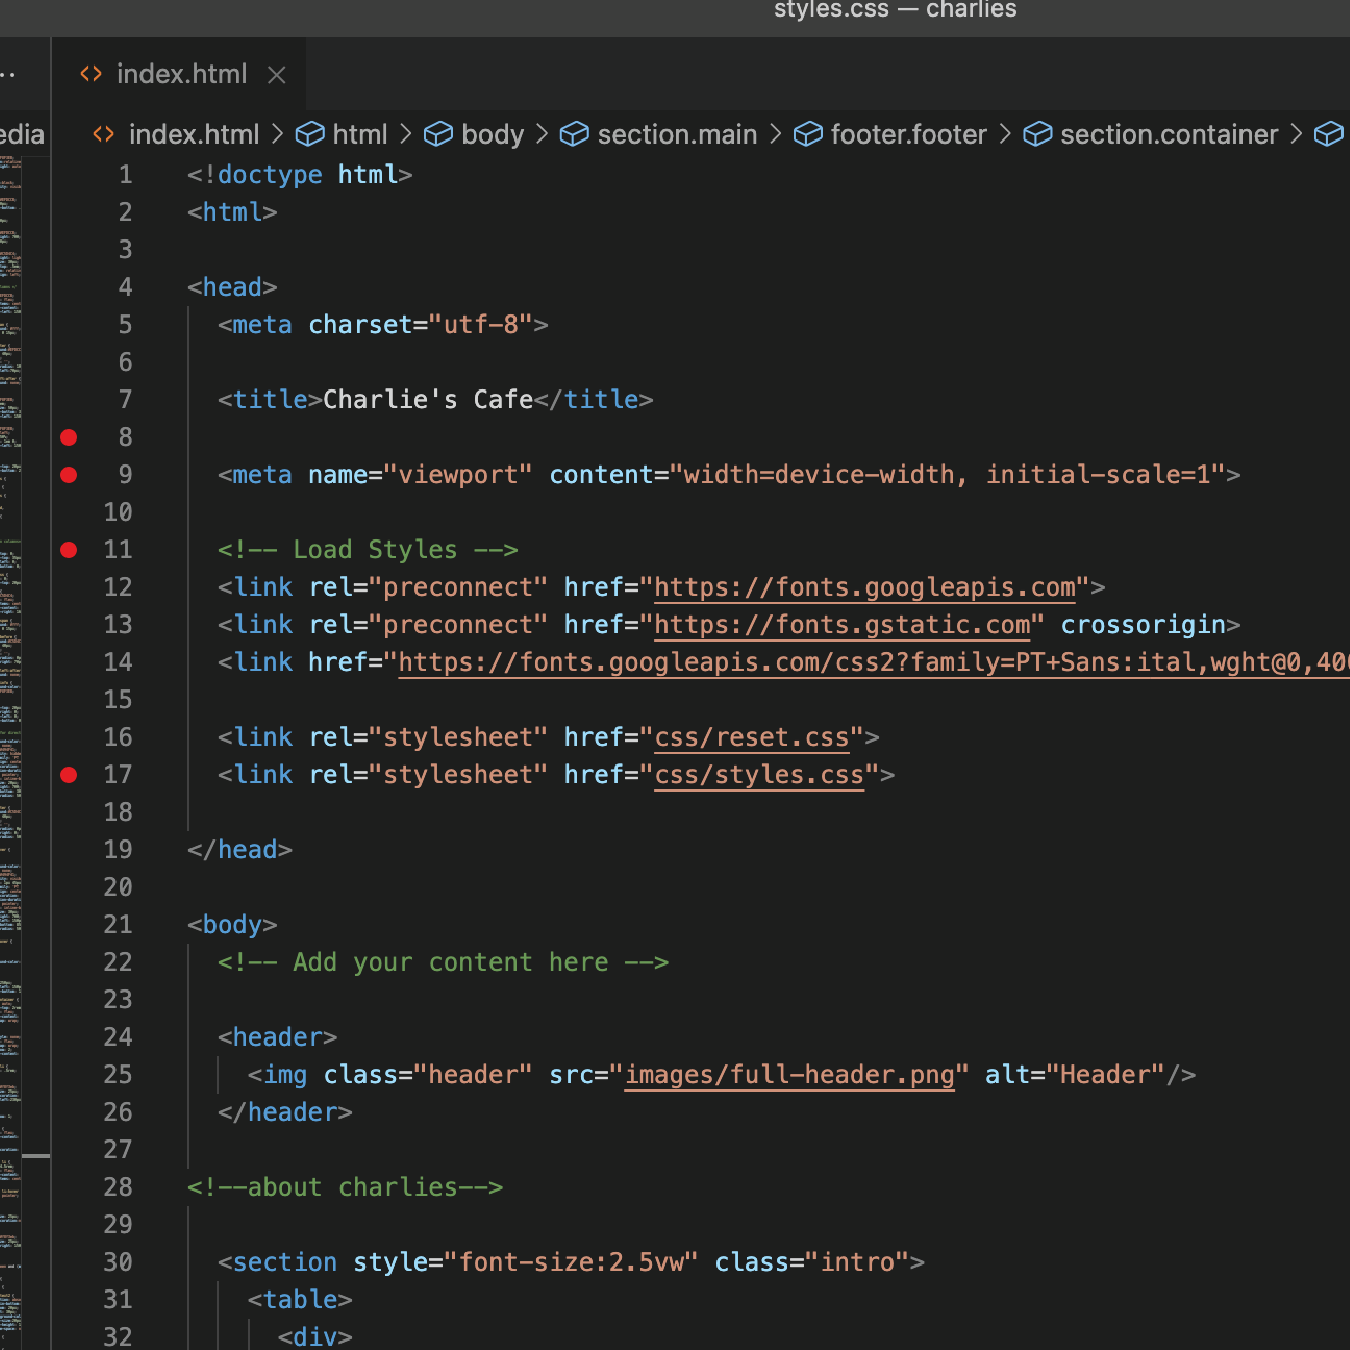 styles.css — charlies
index.html
edia
index.html > html > body > section.main > footer.footer > section.container >
1 <!doctype html>
2 <html>
3
4 <head>
5 <meta charset="utf-8">
6
7 <title>Charlie's Cafe</title>
8
9 <meta name="viewport" content="width=device-width, initial-scale=1">
10
11 <!-- Load Styles -->
12 <link rel="preconnect" href="https://fonts.googleapis.com">
13 <link rel="preconnect" href="https://fonts.gstatic.com" crossorigin>
14 <link href="https://fonts.googleapis.com/css2?family=PT+Sans:ital,wght@0,400
15
16 <link rel="stylesheet" href="css/reset.css">
17 <link rel="stylesheet" href="css/styles.css">
18
19 </head>
20
21 <body>
22 <!-- Add your content here -->
23
24 <header>
25 <img class="header" src="images/full-header.png" alt="Header"/>
26 </header>
27
28 <!--about charlies-->
29
30 <section style="font-size:2.5vw" class="intro">
31 <table>
32 <div>